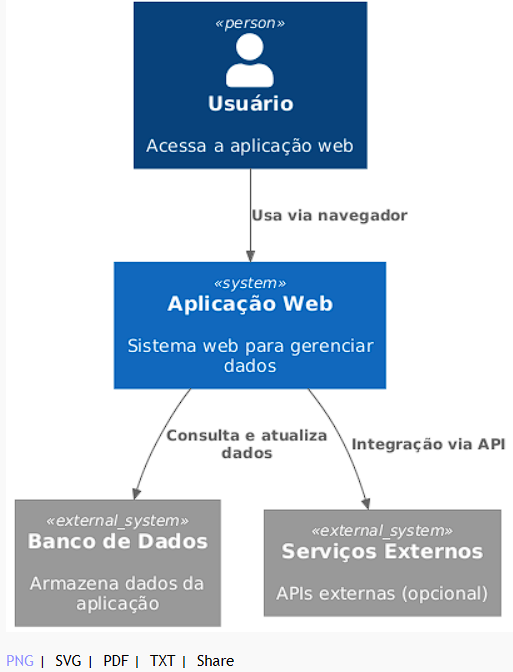 «person»
Usuário
Acessa a aplicação web
Usa via navegador
«system»
Aplicação Web
Sistema web para gerenciar
dados
Consulta e atualiza
dados
Integração via API
«external_system»
Banco de Dados
Armazena dados da
aplicação
«external_system»
Serviços Externos
APIs externas (opcional)
PNG | SVG | PDF | TXT | Share